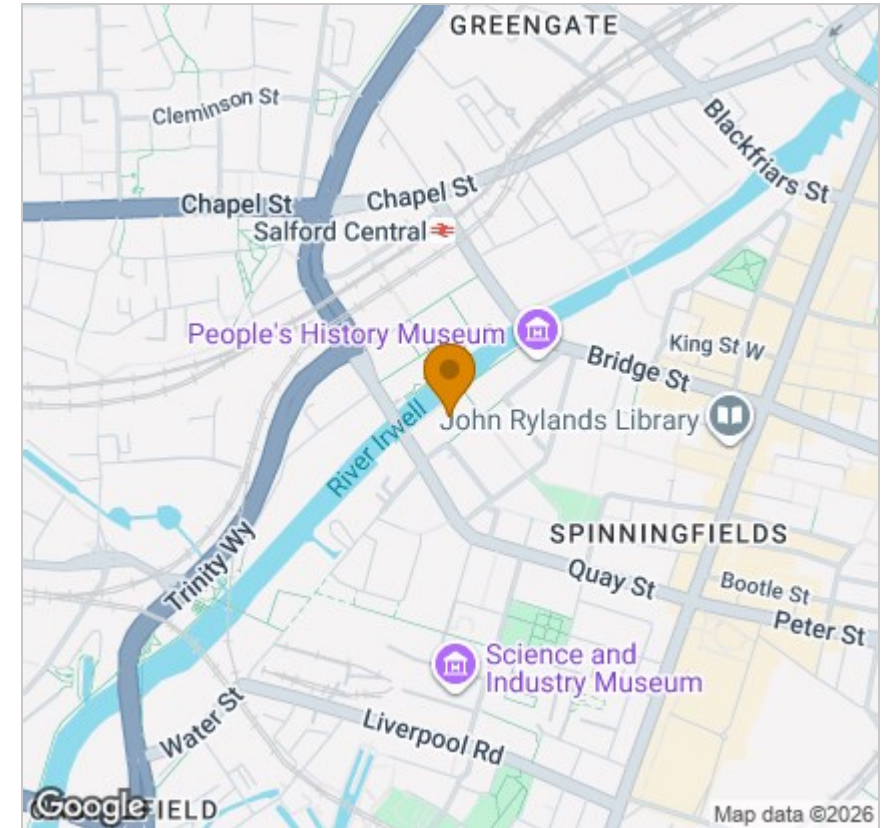 GREENGATE
Cleminson St
Blackfriars St
Chapel St
Chapel St
Salford Central
People's History Museum
King St W
Bridge St
John Rylands Library
River Irwell
SPINNINGFIELDS
Trinity Wy
Quay St
Bootle St
Peter St
Science and
Industry Museum
Water St
Liverpool Rd
Google
FIELD
Map data ©2026